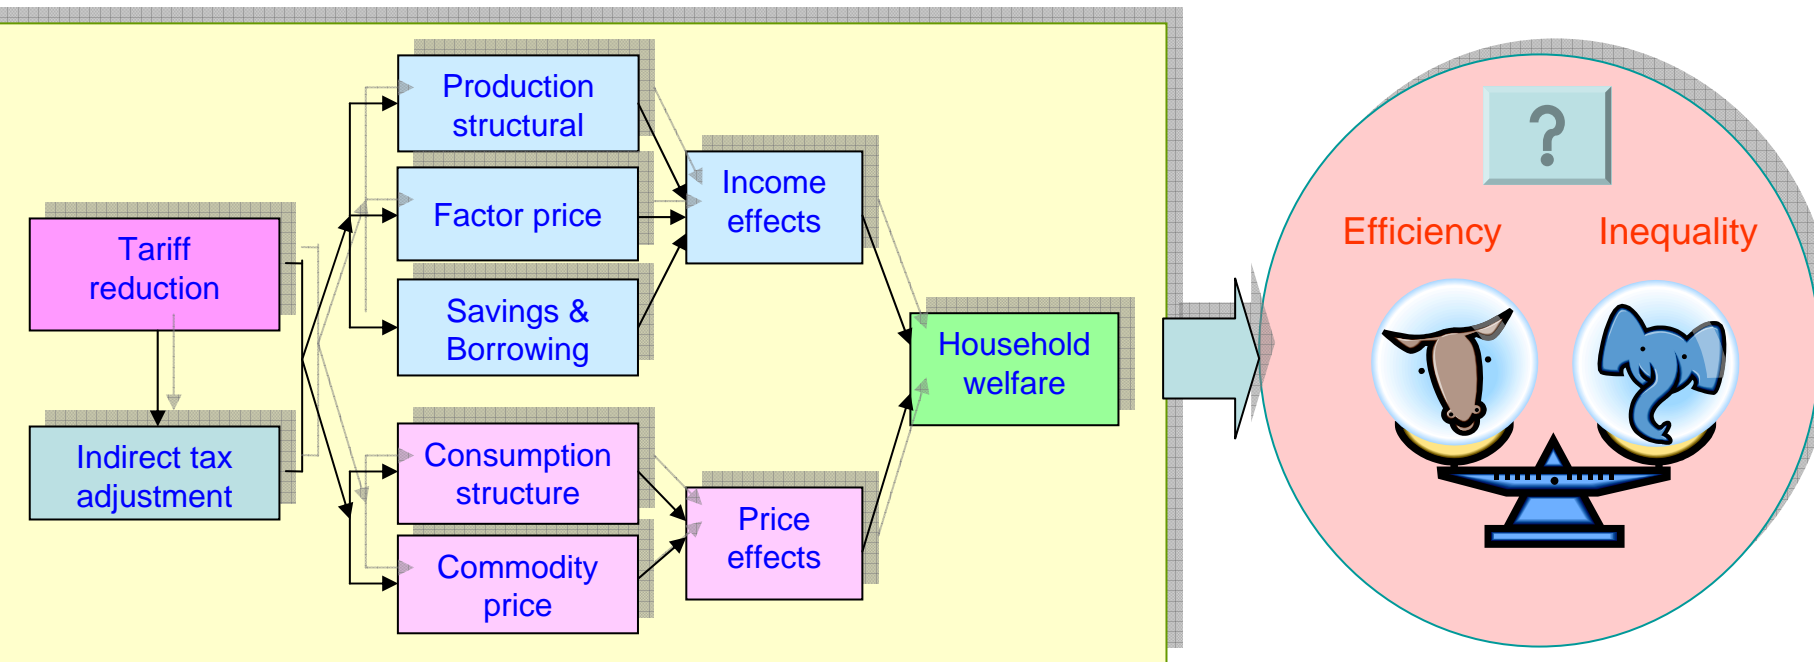 Tariff
reduction
Indirect tax
adjustment
Production
structural
Factor price
Savings &
Borrowing
Consumption
structure
Commodity
price
Income
effects
Price
effects
Household
welfare
?
Efficiency
Inequality